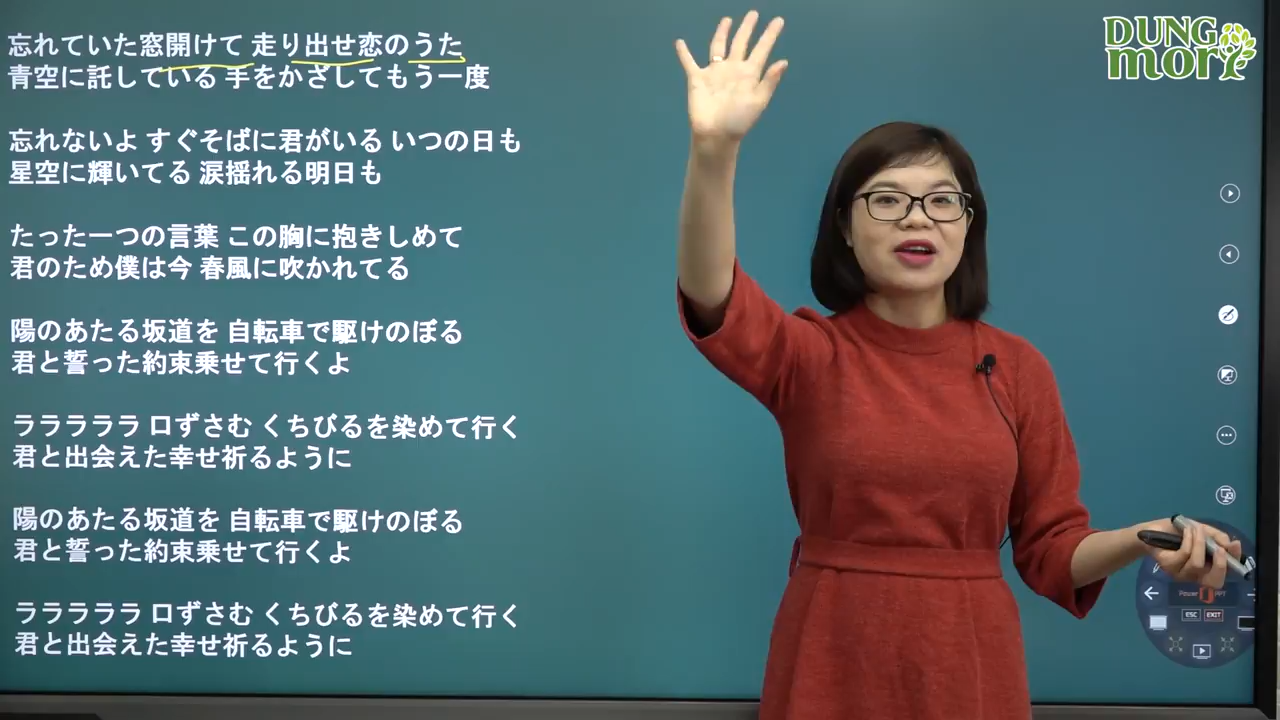 忘れていた窓開けて 走り出せ恋のうた
青空に託している 手をかざしてもう一度
忘れないよ すぐそばに君がいる いつの日も
星空に輝いてる 涙揺れる明日も
たった一つの言葉 この胸に抱きしめて
君のため僕は今 春風に吹かれてる
陽のあたる坂道を 自転車で駆けのぼる
君と誓った約束乗せて行くよ
ラララララ 口ずさむ くちびるを染めて行く
君と出会えた幸せ祈るように
陽のあたる坂道を 自転車で駆けのぼる
君と誓った約束乗せて行くよ
ラララララ 口ずさむ くちびるを染めて行く
君と出会えた幸せ祈るように
DUNG
mori
Power PPT
ESC EXIT